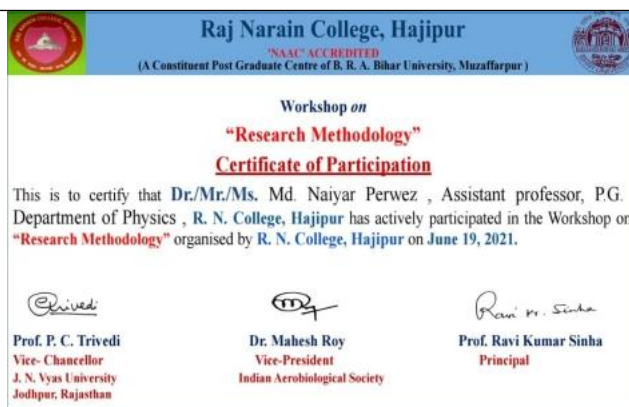 Raj Narain College, Hajipur
'NAAC' ACCREDITED
(A Constituent Post Graduate Centre of B. R. A. Bihar University, Muzaffarpur )
Workshop on
“Research Methodology”
Certificate of Participation
This is to certify that Dr./Mr./Ms. Md. Naiyar Perwez , Assistant professor, P.G.
Department of Physics , R. N. College, Hajipur has actively participated in the Workshop on
“Research Methodology” organised by R. N. College, Hajipur on June 19, 2021.
Trivedi
Ravi Kr. Sinha
Prof. P. C. Trivedi
Vice- Chancellor
J. N. Vyas University
Jodhpur, Rajasthan
Dr. Mahesh Roy
Vice-President
Indian Aerobiological Society
Prof. Ravi Kumar Sinha
Principal